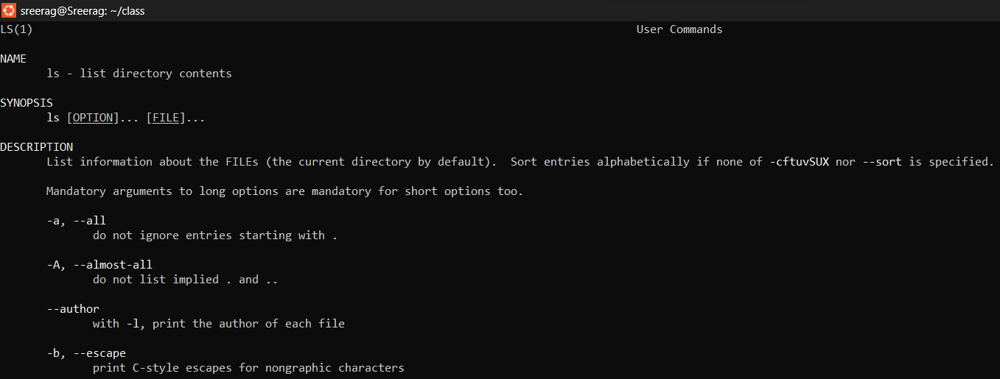 sreerag@Sreerag: ~/class
LS(1) User Commands
NAME
ls - list directory contents
SYNOPSIS
ls [OPTION]... [FILE]...
DESCRIPTION
List information about the FILEs (the current directory by default).  Sort entries alphabetically if none of -cftuvSUX nor --sort is specified.
Mandatory arguments to long options are mandatory for short options too.
-a, --all
do not ignore entries starting with .
-A, --almost-all
do not list implied . and ..
--author
with -l, print the author of each file
-b, --escape
print C-style escapes for nongraphic characters